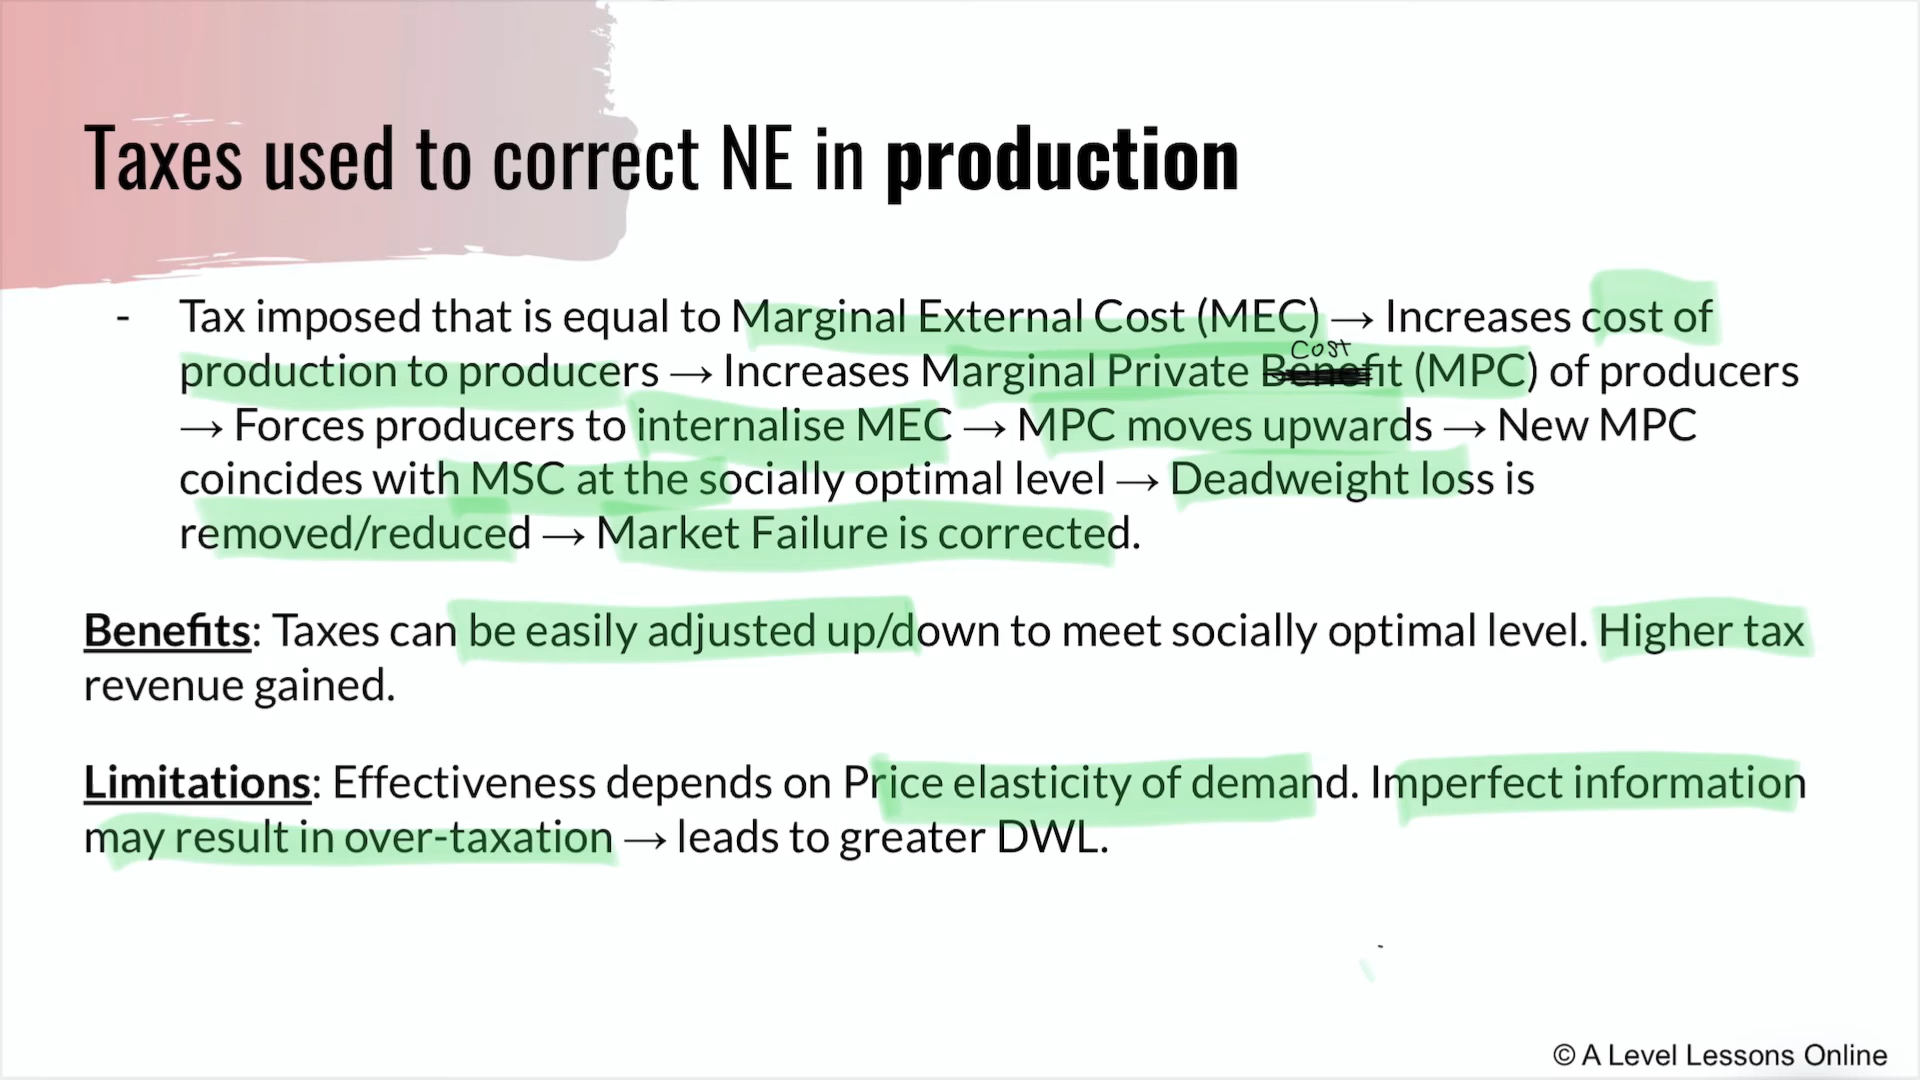 Taxes used to correct NE in production
- Tax imposed that is equal to Marginal External Cost (MEC) → Increases cost of
Cost
production to producers → Increases Marginal Private Benefit (MPC) of producers
→ Forces producers to internalise MEC → MPC moves upwards → New MPC
coincides with MSC at the socially optimal level → Deadweight loss is
removed/reduced → Market Failure is corrected.
Benefits: Taxes can be easily adjusted up/down to meet socially optimal level. Higher tax
revenue gained.
Limitations: Effectiveness depends on Price elasticity of demand. Imperfect information
may result in over-taxation → leads to greater DWL.
© A Level Lessons Online